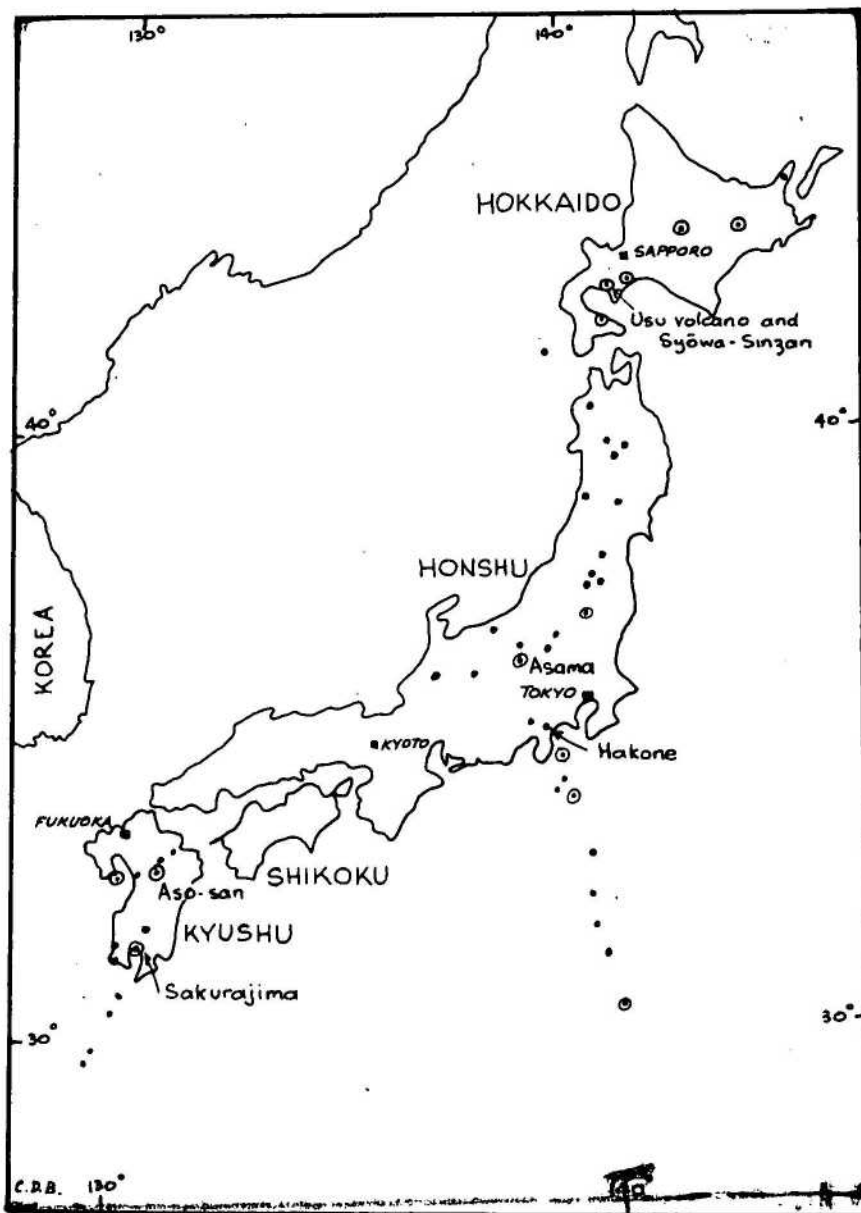 130°
140°
HOKKAIDO
SAPPORO
Usu volcano and
Syōwa-Sinzan
40°
40°
HONSHU
KOREA
Asama
TOKYO
KYOTO
Hakone
FUKUOKA
SHIKOKU
Aso-san
KYUSHU
Sakurajima
30°
30°
C.D.B.
130°
140